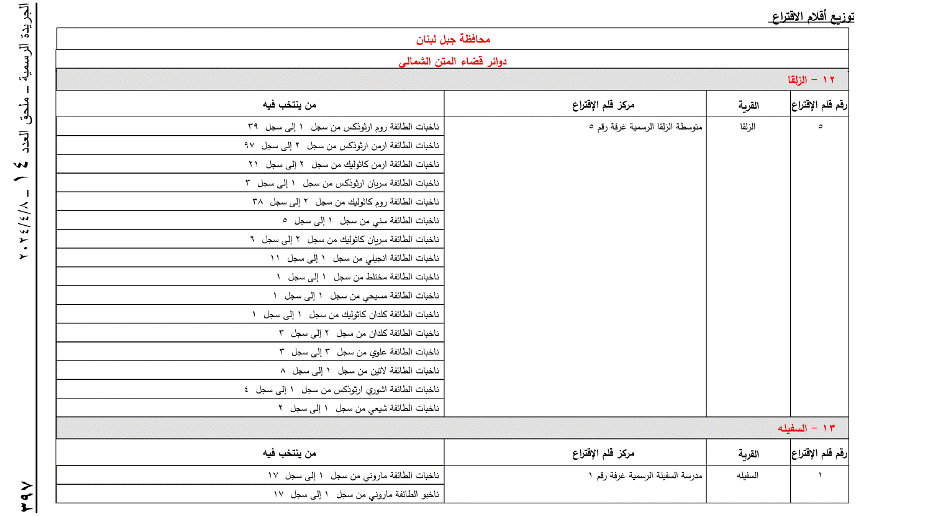 توزيع أقلام الاقتراع
محافظة جبل لبنان
دوائر قضاء المتن الشمالي
١٢ - الزلقا
رقم قلم الإقتراع القرية مركز قلم الإقتراع من ينتخب فيه
٥ الزلقا متوسطة الزلقا الرسمية غرفة رقم ٥ ناخبات الطائفة روم ارثوذكس من سجل ١ إلى سجل ٣٩
ناخبات الطائفة ارمن ارثوذكس من سجل ٢ إلى سجل ٩٧
ناخبات الطائفة ارمن كاثوليك من سجل ٢ إلى سجل ٢١
ناخبات الطائفة سريان ارثوذكس من سجل ١ إلى سجل ٣
ناخبات الطائفة روم كاثوليك من سجل ٢ إلى سجل ٣٨
ناخبات الطائفة سني من سجل ١ إلى سجل ٥
ناخبات الطائفة سريان كاثوليك من سجل ٢ إلى سجل ٦
ناخبات الطائفة انجيلي من سجل ١ إلى سجل ١١
ناخبات الطائفة مختلط من سجل ١ إلى سجل ١
ناخبات الطائفة مسيحي من سجل ١ إلى سجل ١
ناخبات الطائفة كلدان كاثوليك من سجل ١ إلى سجل ١
ناخبات الطائفة كلدان من سجل ٢ إلى سجل ٣
ناخبات الطائفة علوي من سجل ٣ إلى سجل ٣
ناخبات الطائفة لاتين من سجل ١ إلى سجل ٨
ناخبات الطائفة اشوري ارثوذكس من سجل ١ إلى سجل ٤
ناخبات الطائفة شيعي من سجل ١ إلى سجل ٢
١٣ - السفيله
رقم قلم الإقتراع القرية مركز قلم الإقتراع من ينتخب فيه
١ السفيله مدرسة السفيلة الرسمية غرفة رقم ١ ناخبات الطائفة ماروني من سجل ١ إلى سجل ١٧
ناخبو الطائفة ماروني من سجل ١ إلى سجل ١٧
الجريدة الرسمية – ملحق العدد ١٤ – ٢٠٢٤/٤/٨
٣٩٧